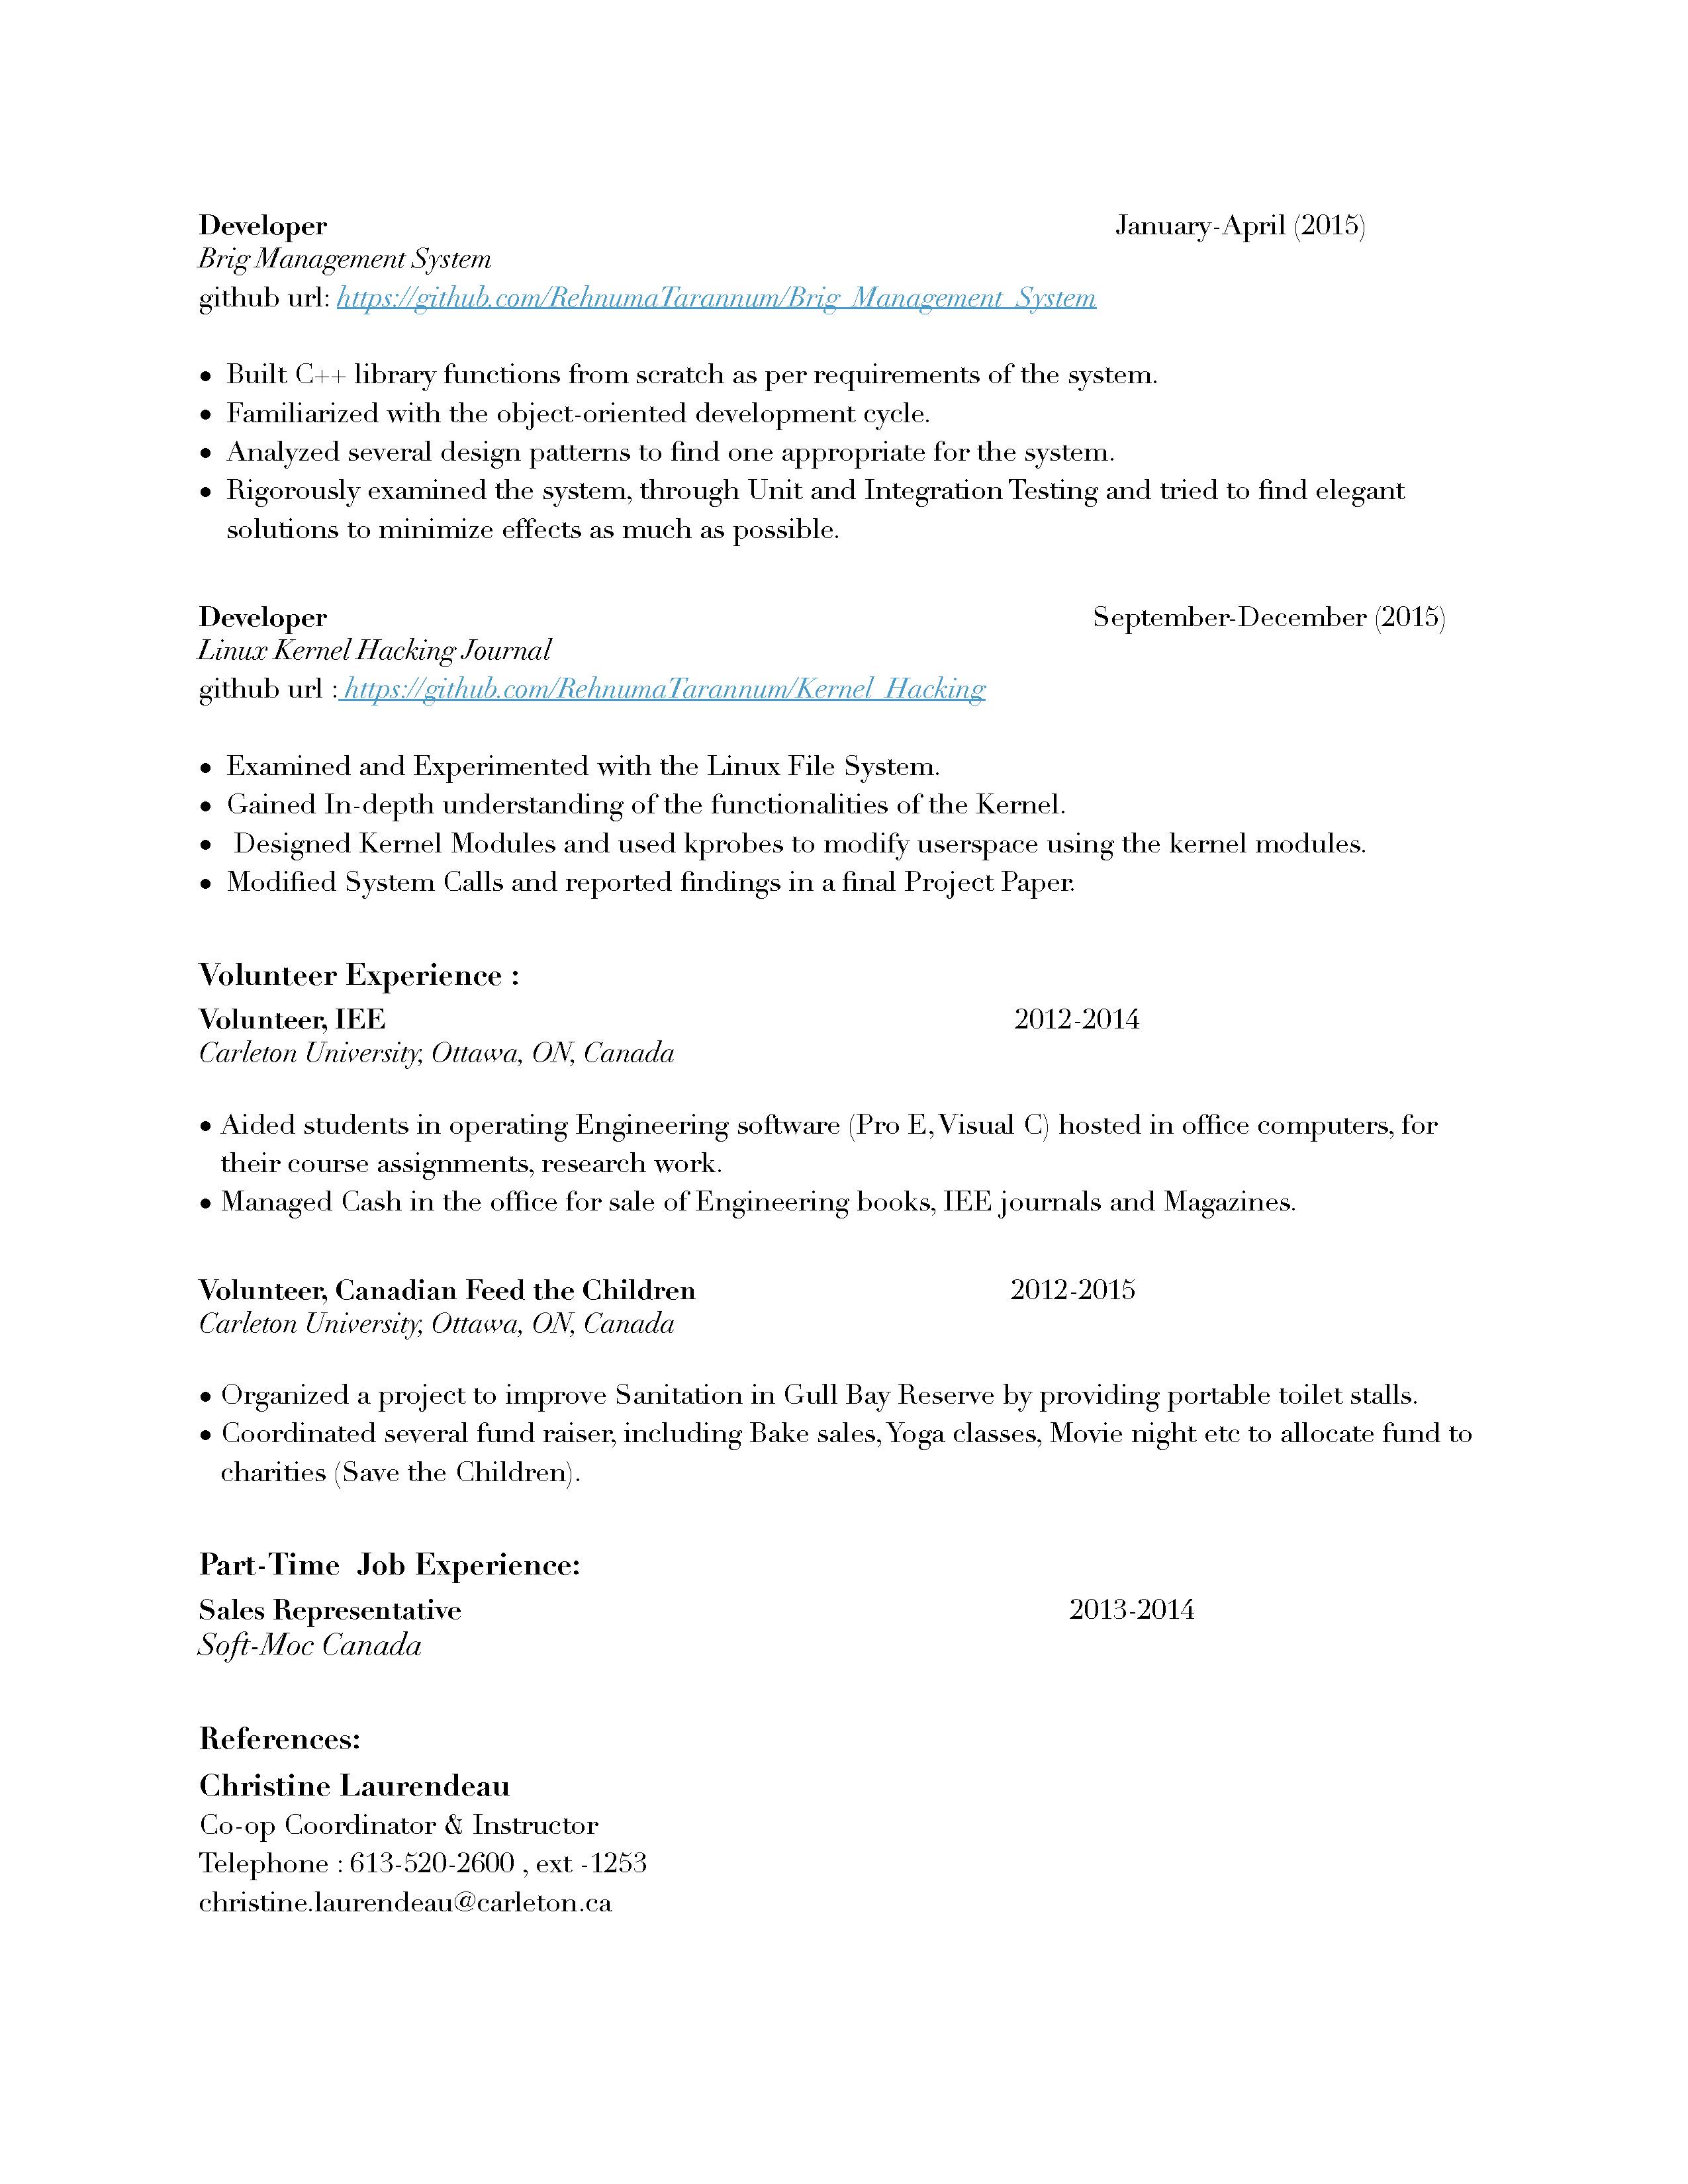 Developer January-April (2015)
Brig Management System
github url: https://github.com/RehnumaTarannum/Brig_Management_System
• Built C++ library functions from scratch as per requirements of the system.
• Familiarized with the object-oriented development cycle.
• Analyzed several design patterns to find one appropriate for the system.
• Rigorously examined the system, through Unit and Integration Testing and tried to find elegant
solutions to minimize effects as much as possible.
Developer September-December (2015)
Linux Kernel Hacking Journal
github url : https://github.com/RehnumaTarannum/Kernel_Hacking
• Examined and Experimented with the Linux File System.
• Gained In-depth understanding of the functionalities of the Kernel.
• Designed Kernel Modules and used kprobes to modify userspace using the kernel modules.
• Modified System Calls and reported findings in a final Project Paper.
Volunteer Experience :
Volunteer, IEE 2012-2014
Carleton University, Ottawa, ON, Canada
• Aided students in operating Engineering software (Pro E, Visual C) hosted in office computers, for
their course assignments, research work.
• Managed Cash in the office for sale of Engineering books, IEE journals and Magazines.
Volunteer, Canadian Feed the Children 2012-2015
Carleton University, Ottawa, ON, Canada
• Organized a project to improve Sanitation in Gull Bay Reserve by providing portable toilet stalls.
• Coordinated several fund raiser, including Bake sales, Yoga classes, Movie night etc to allocate fund to
charities (Save the Children).
Part-Time Job Experience:
Sales Representative 2013-2014
Soft-Moc Canada
References:
Christine Laurendeau
Co-op Coordinator & Instructor
Telephone : 613-520-2600 , ext -1253
christine.laurendeau@carleton.ca